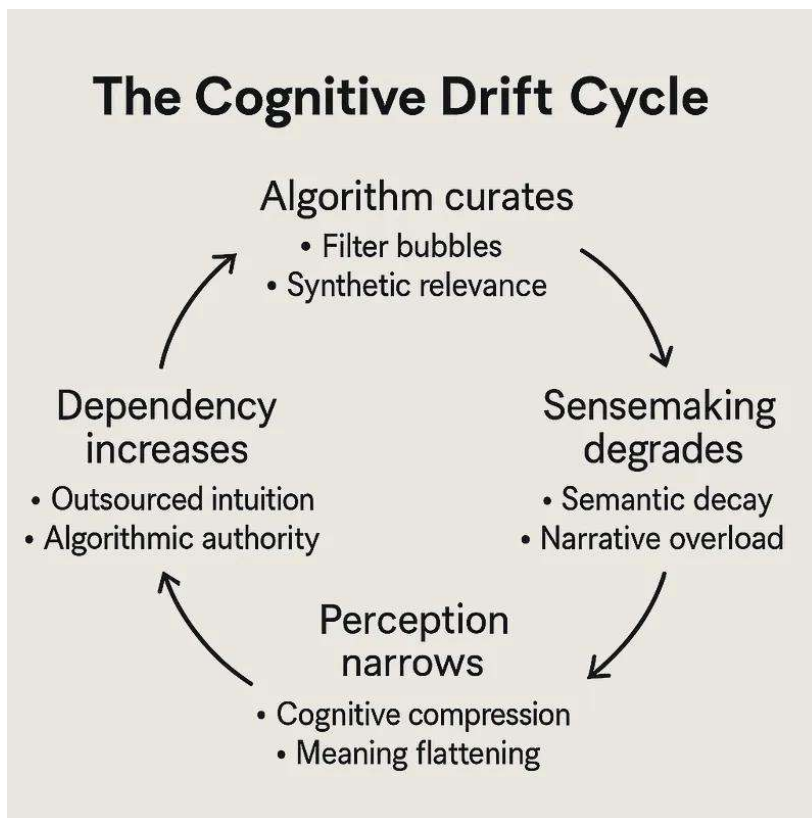 The Cognitive Drift Cycle
Algorithm curates
• Filter bubbles
• Synthetic relevance
Sensemaking
degrades
• Semantic decay
• Narrative overload
Perception
narrows
• Cognitive compression
• Meaning flattening
Dependency
increases
• Outsourced intuition
• Algorithmic authority